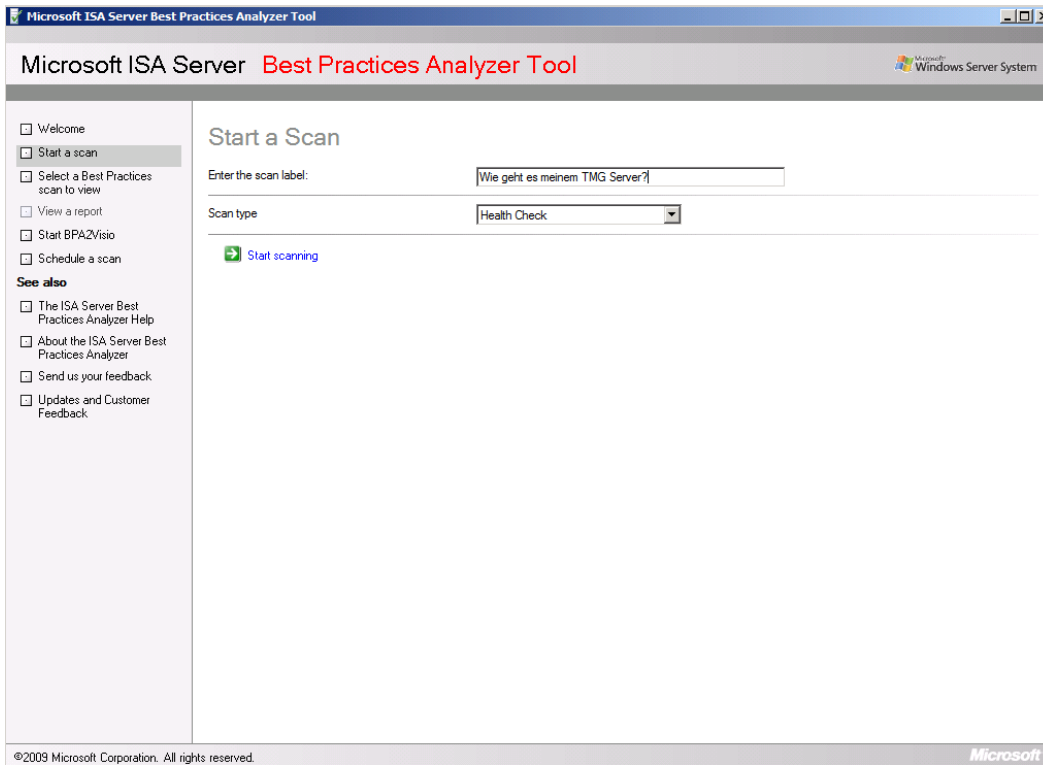 Microsoft ISA Server Best Practices Analyzer Tool
Microsoft ISA Server Best Practices Analyzer Tool
Microsoft
Windows Server System
Welcome
Start a scan
Select a Best Practices
scan to view
View a report
Start BPA2Visio
Schedule a scan
See also
The ISA Server Best
Practices Analyzer Help
About the ISA Server Best
Practices Analyzer
Send us your feedback
Updates and Customer
Feedback
Start a Scan
Enter the scan label:
Wie geht es meinem TMG Server?
Scan type
Health Check
Start scanning
©2009 Microsoft Corporation. All rights reserved.
Microsoft